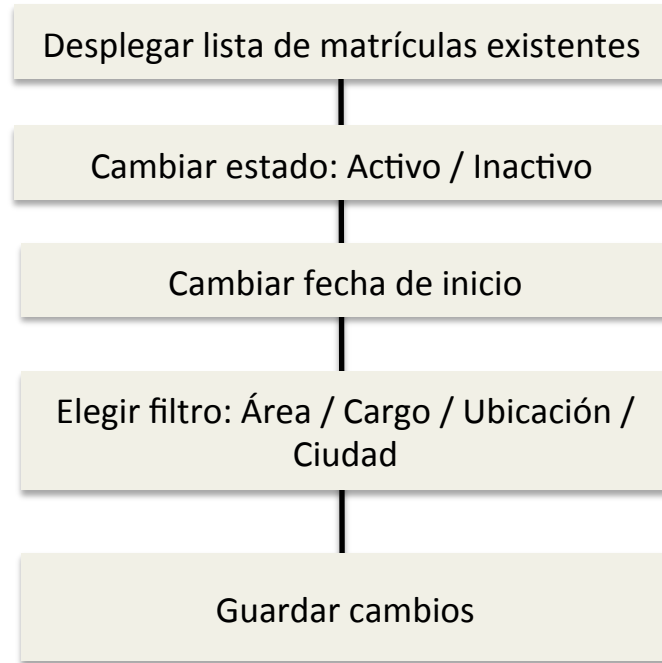 Desplegar lista de matrículas existentes
Cambiar estado: Activo / Inactivo
Cambiar fecha de inicio
Elegir filtro: Área / Cargo / Ubicación /
Ciudad
Guardar cambios